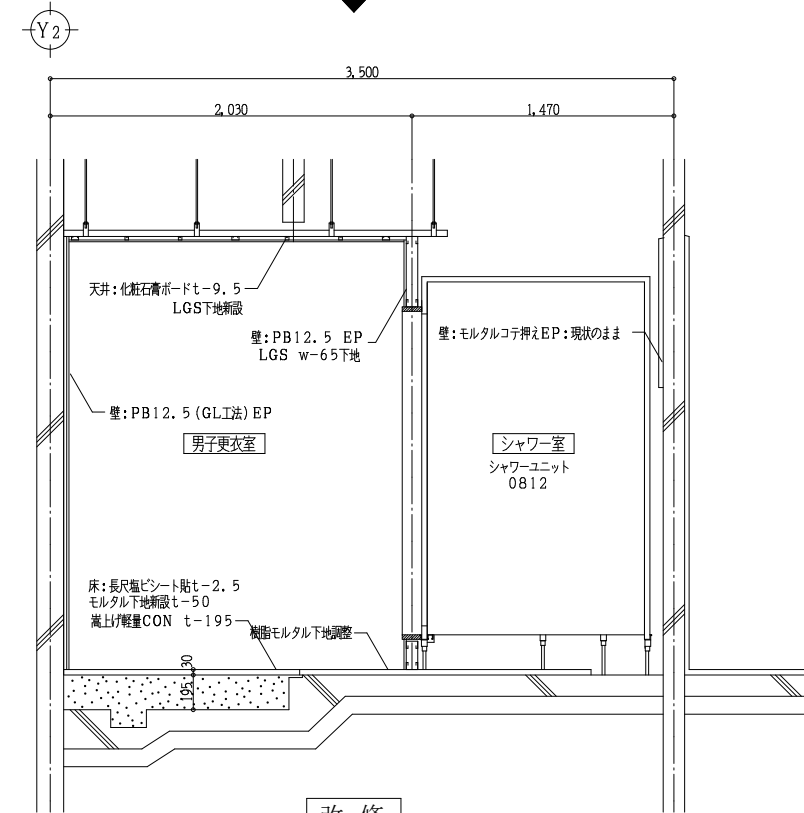 Y2
3,500
2,030
1,470
天井:化粧石膏ボードt-9.5
LGS下地新設
壁:PB12.5 EP
LGS w-65下地
壁:モルタルコテ押えEP:現状のまま
壁:PB12.5(GL工法)EP
男子更衣室
シャワー室
シャワーユニット
0812
床:長尺塩ビシート貼t-2.5
モルタル下地新設t-50
嵩上げ軽量CON t-195
樹脂モルタル下地調整
30
195
改 修